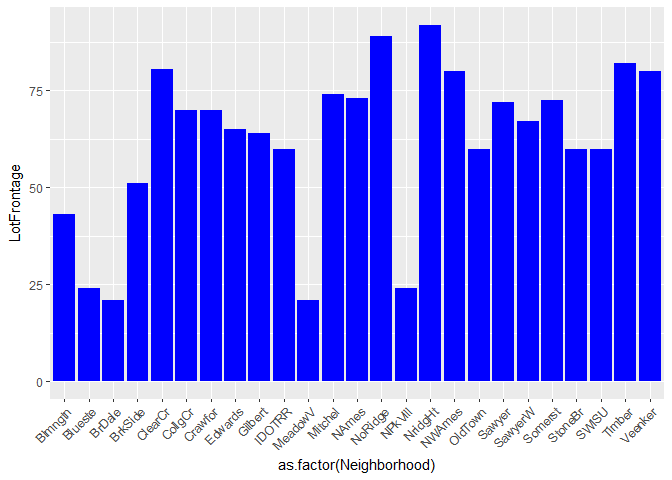 75
50
25
0
LotFrontage
Blmngtn
Blueste
BrDale
BrkSide
ClearCr
CollgCr
Crawfor
Edwards
Gilbert
IDOTRR
MeadowV
Mitchel
NAmes
NoRidge
NPkVill
NridgHt
NWAmes
OldTown
Sawyer
SawyerW
Somerst
StoneBr
SWISU
Timber
Veenker
as.factor(Neighborhood)